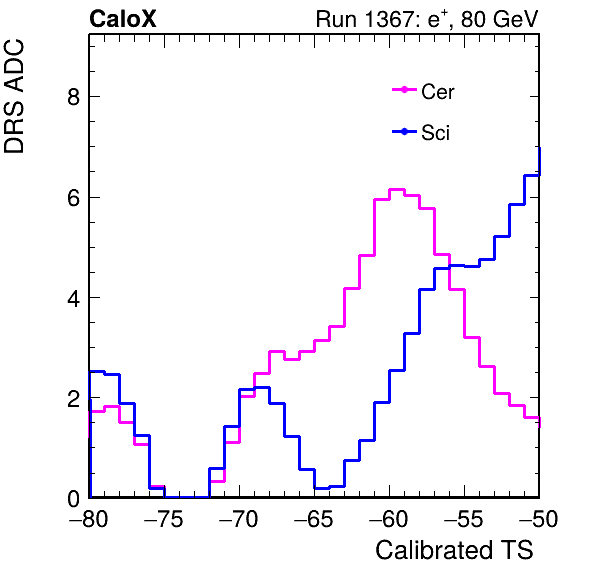 CaloX Run 1367: e⁺, 80 GeV
DRS ADC
8
6
4
2
0
Cer
Sci
−80 −75 −70 −65 −60 −55 −50
Calibrated TS